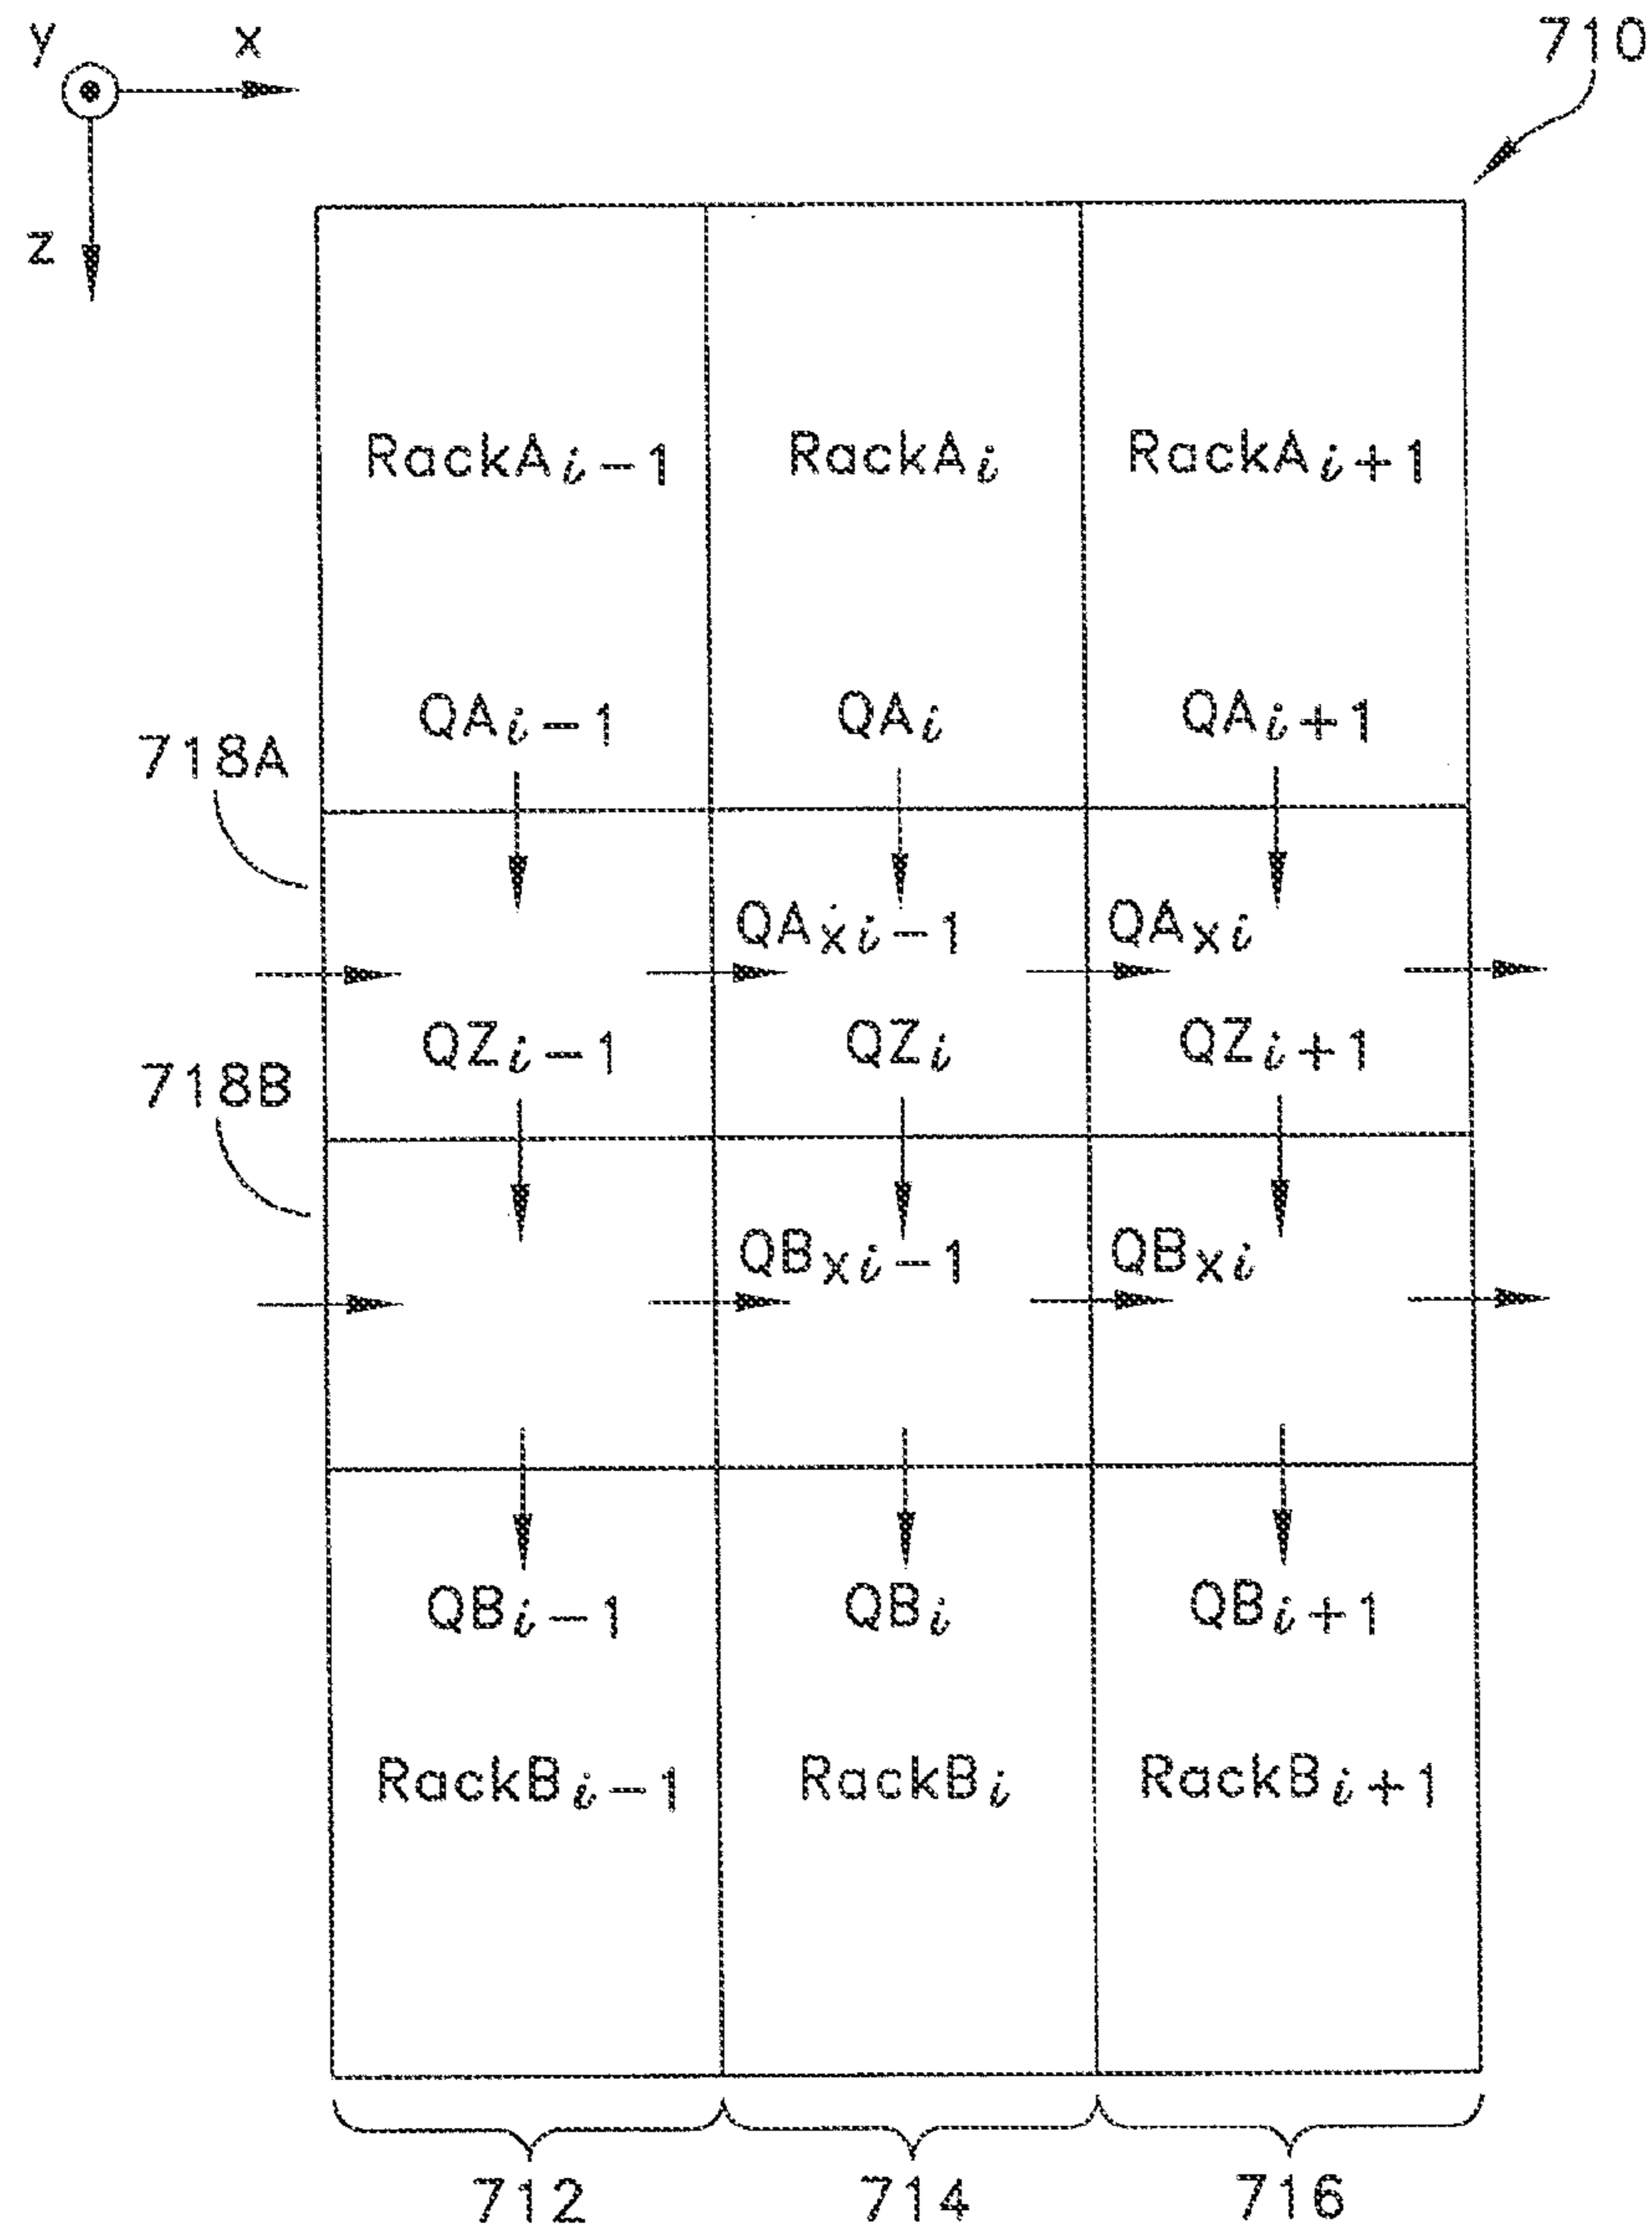 y x 710
z
RackAi−1 RackAi RackAi+1
QAi−1 QAi QAi+1
718A
QAxi−1 QAxi
QZi−1 QZi QZi+1
718B
QBxi−1 QBxi
QBi−1 QBi QBi+1
RackBi−1 RackBi RackBi+1
712 714 716